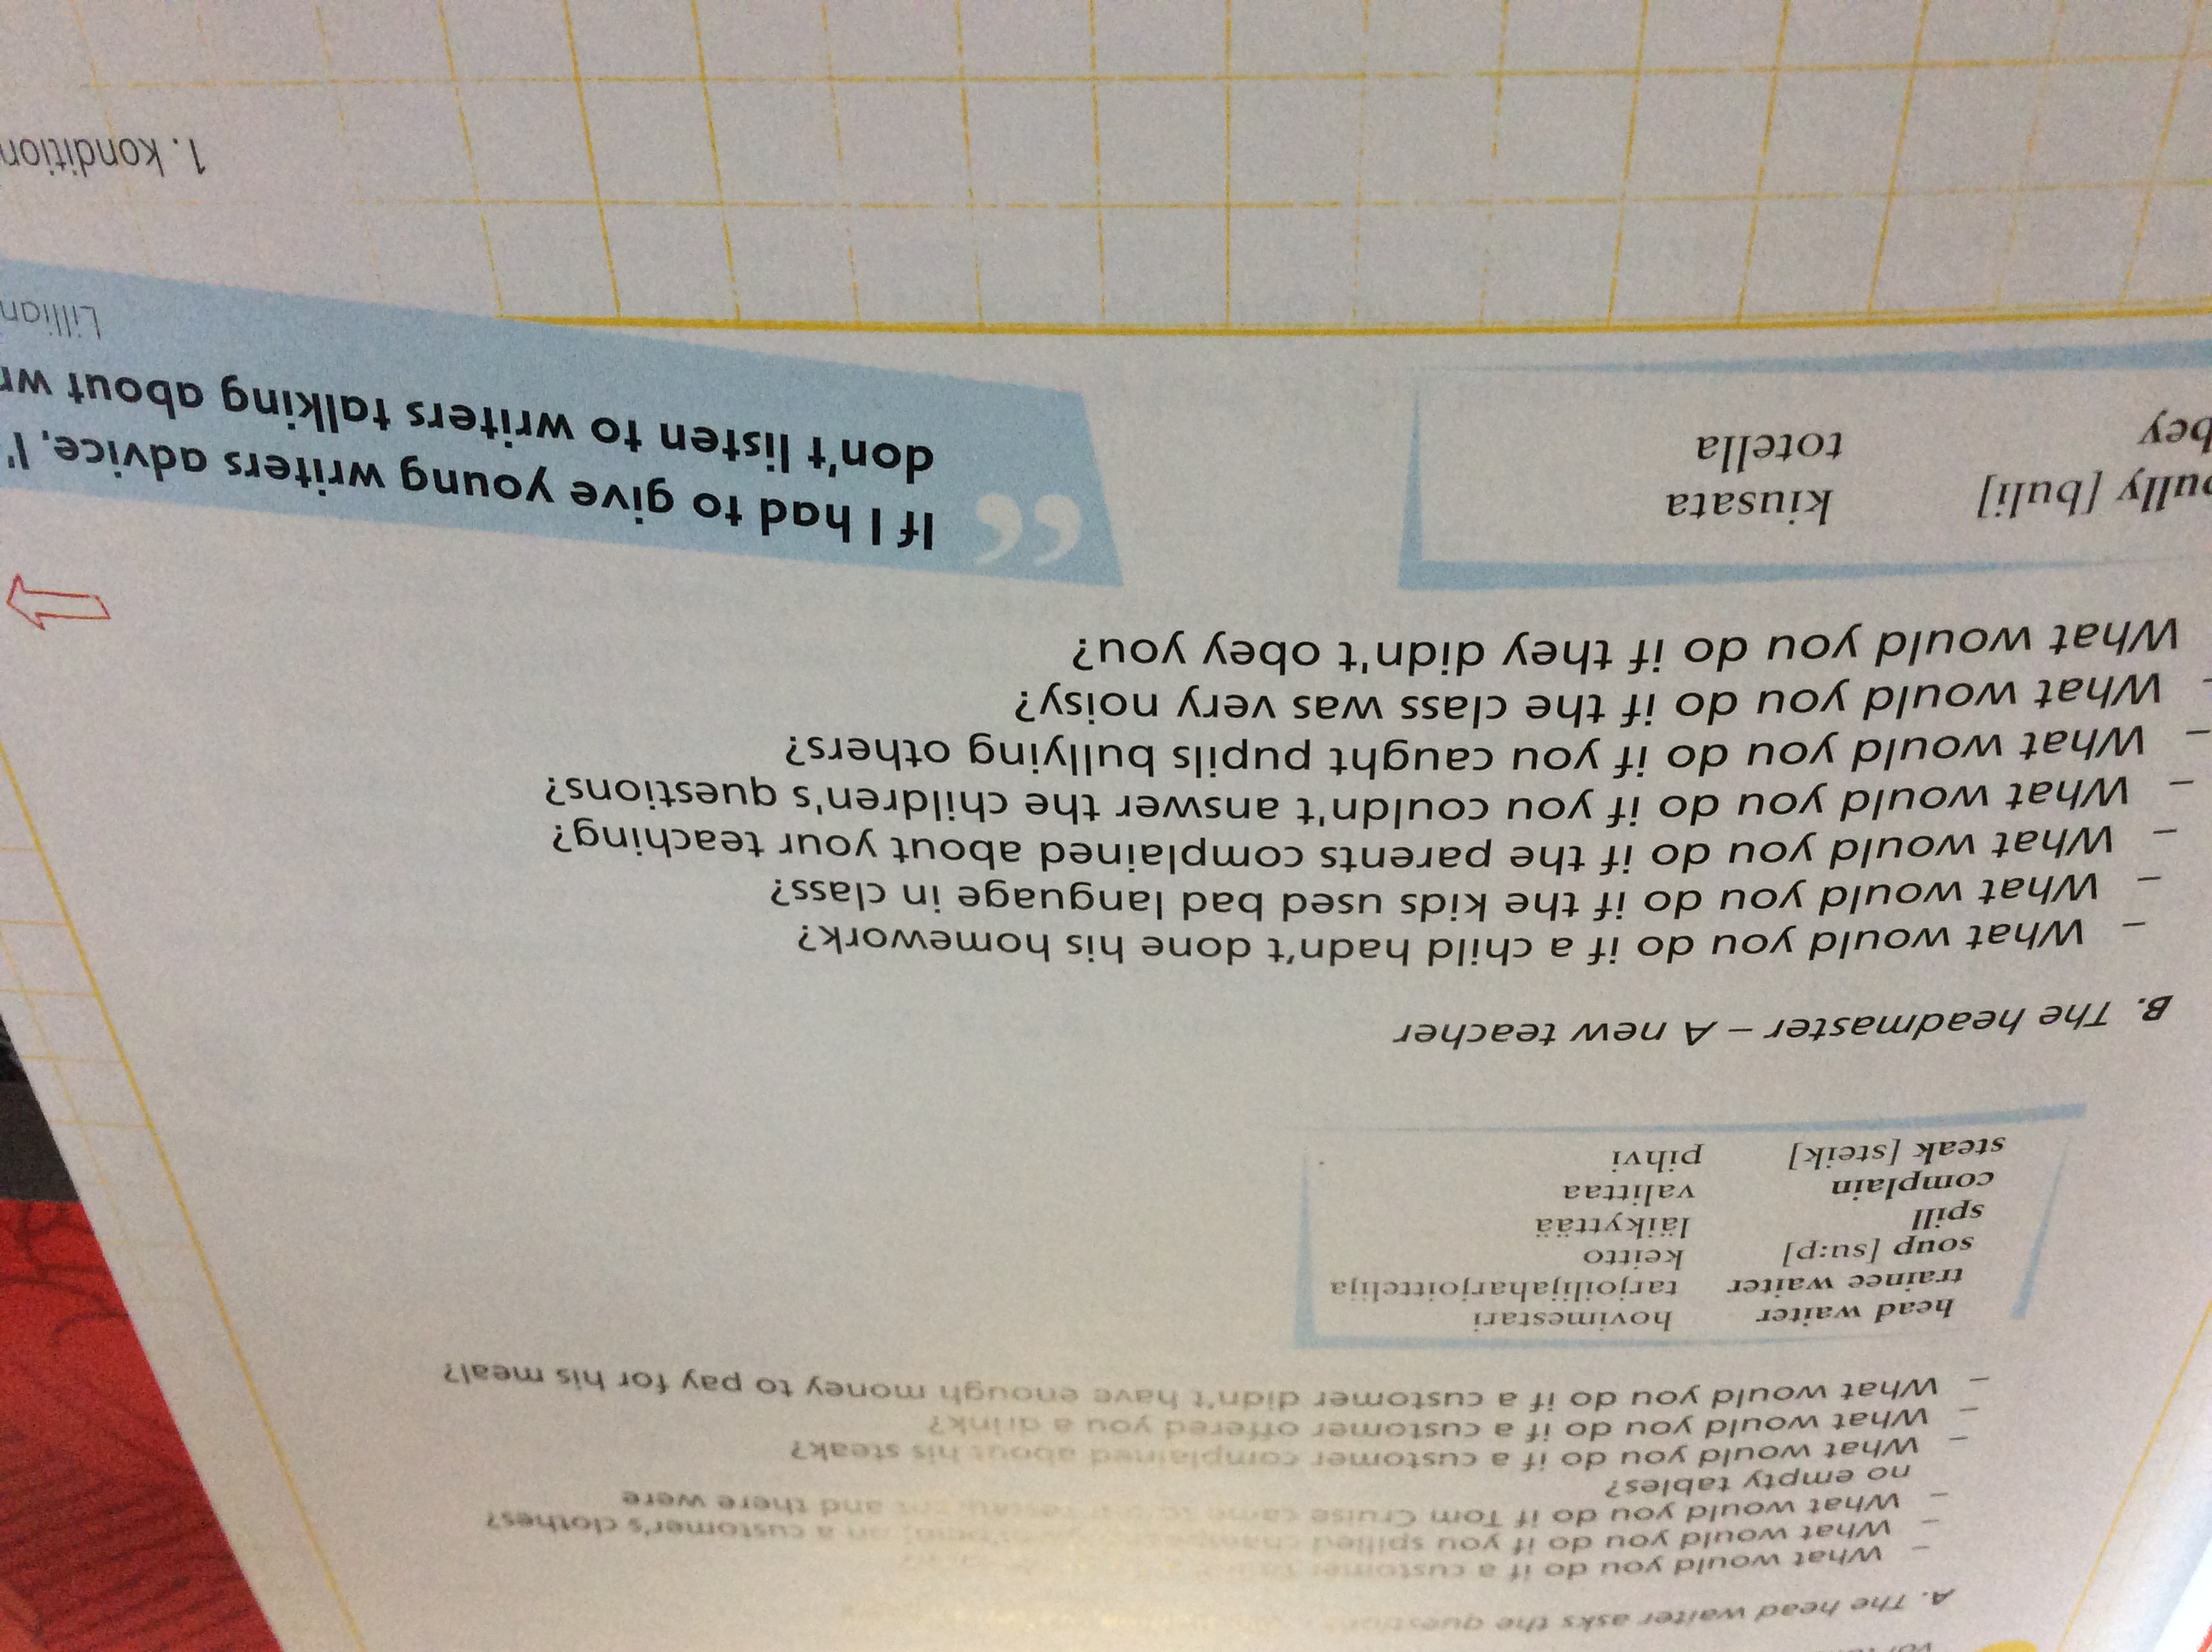 A. The head waiter asks the
– What would you do if a customer
– What would you do if you spilled on a customer's clothes?
– What would you do if Tom Cruise came to and there were
no empty tables?
– What would you do if a customer complained about his steak?
– What would you do if a customer offered you a drink?
– What would you do if a customer didn't have enough money to pay for his meal?
head waiter hovimestari
trainee waiter tarjoilijaharjoittelija
soup [su:p] keitto
spill läikyttää
complain valittaa
steak [steik] pihvi
B. The headmaster – A new teacher
– What would you do if a child hadn't done his homework?
– What would you do if the kids used bad language in class?
– What would you do if the parents complained about your teaching?
– What would you do if you couldn't answer the children's questions?
– What would you do if you caught pupils bullying others?
– What would you do if the class was very noisy?
What would you do if they didn't obey you?
ully [buli] kiusata
bey totella
“ If I had to give young writers advice, I'
don't listen to writers talking about wr
Lillian
1. kondition